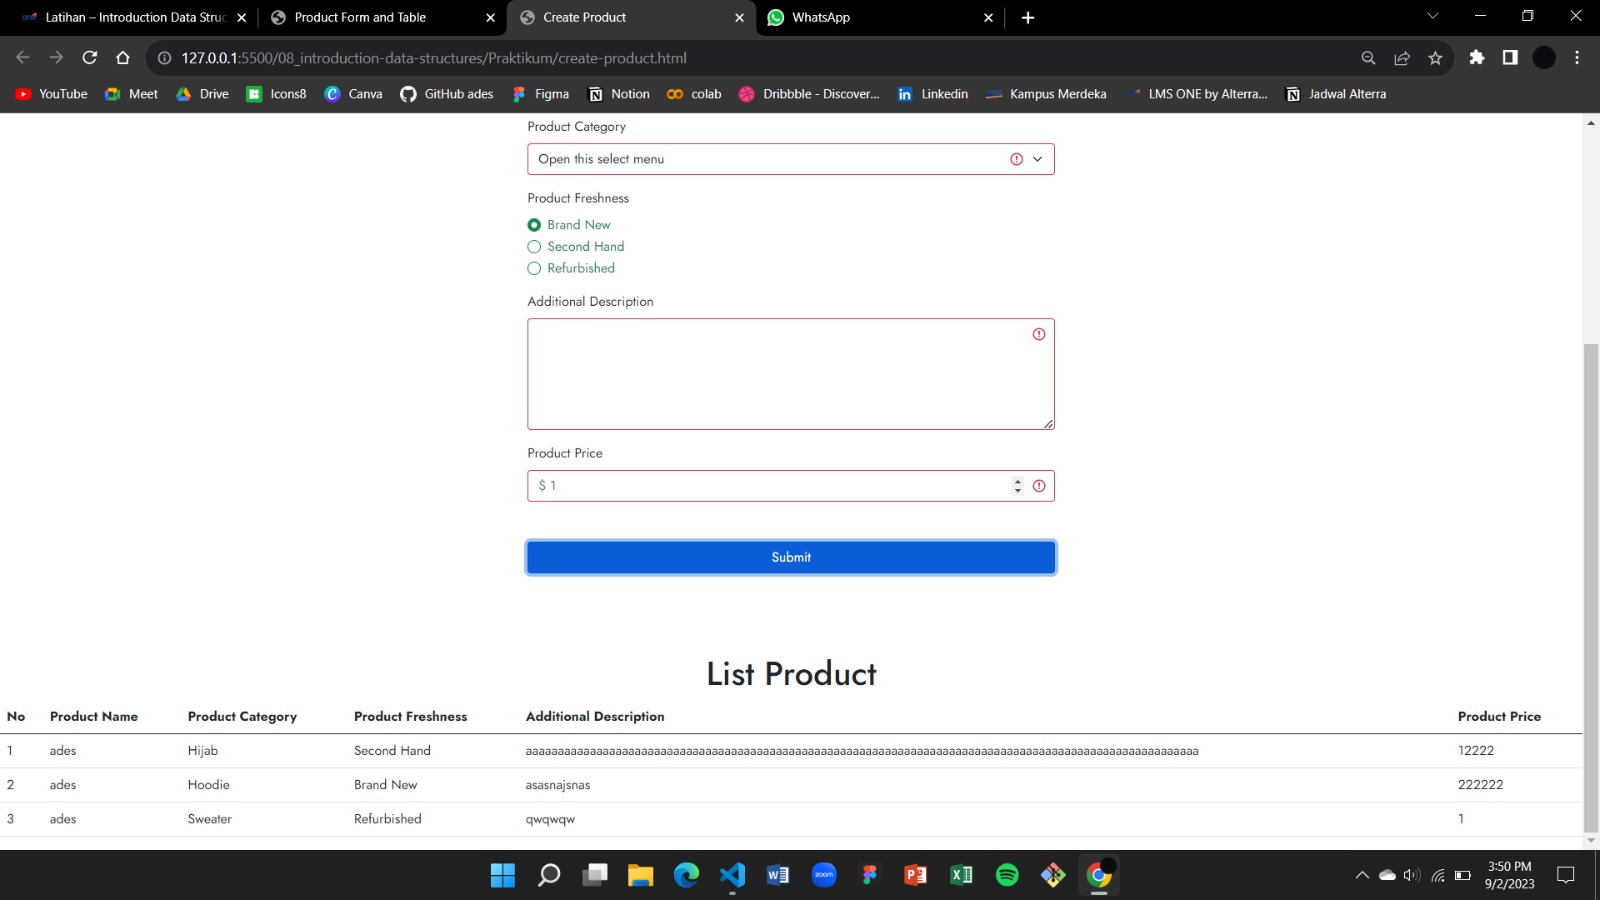 Latihan – Introduction Data Struc
Product Form and Table
Create Product
WhatsApp
127.0.0.1:5500/08_introduction-data-structures/Praktikum/create-product.html
YouTube
Meet
Drive
Icons8
Canva
GitHub ades
Figma
Notion
colab
Dribbble - Discover...
Linkedin
Kampus Merdeka
LMS ONE by Alterra...
Jadwal Alterra
Product Category
Open this select menu
Product Freshness
Brand New
Second Hand
Refurbished
Additional Description
Product Price
$ 1
Submit
List Product
No Product Name Product Category Product Freshness Additional Description Product Price
1 ades Hijab Second Hand 12222
2 ades Hoodie Brand New asasnajsnas 222222
3 ades Sweater Refurbished qwqwqw 1
zoom
3:50 PM
9/2/2023